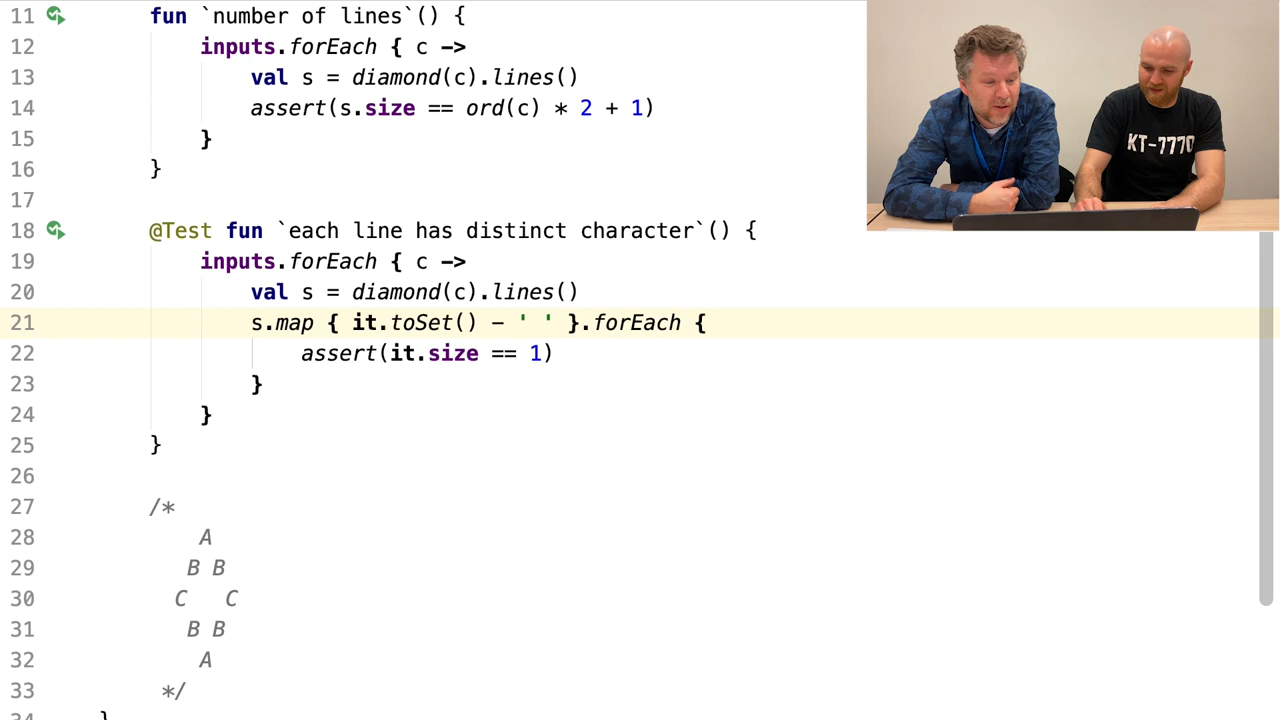 11 fun `number of lines`() {
12 inputs.forEach { c ->
13 val s = diamond(c).lines()
14 assert(s.size == ord(c) * 2 + 1)
15 }
16 }
17
18 @Test fun `each line has distinct character`() {
19 inputs.forEach { c ->
20 val s = diamond(c).lines()
21 s.map { it.toSet() - ' ' }.forEach {
22 assert(it.size == 1)
23 }
24 }
25 }
26
27 /*
28 A
29 B B
30 C   C
31 B B
32 A
33 */
34 }
KT-7770